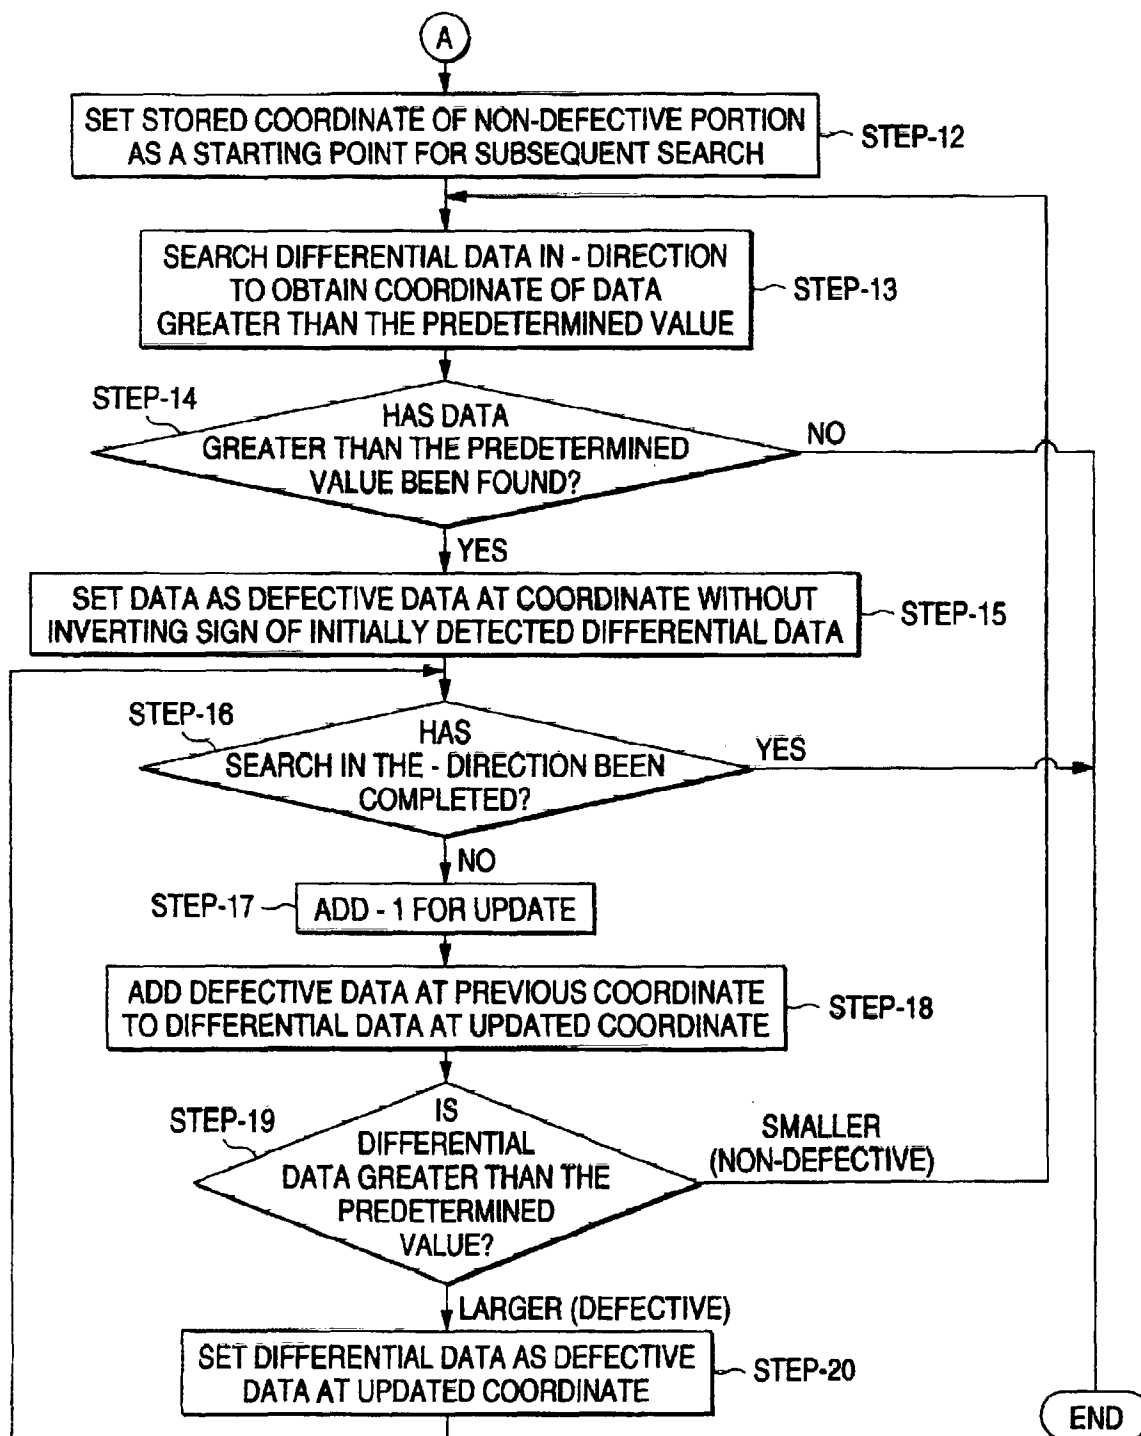 A
SET STORED COORDINATE OF NON-DEFECTIVE PORTION
AS A STARTING POINT FOR SUBSEQUENT SEARCH
STEP-12
SEARCH DIFFERENTIAL DATA IN - DIRECTION
TO OBTAIN COORDINATE OF DATA
GREATER THAN THE PREDETERMINED VALUE
STEP-13
STEP-14
HAS DATA
GREATER THAN THE PREDETERMINED
VALUE BEEN FOUND?
NO
YES
SET DATA AS DEFECTIVE DATA AT COORDINATE WITHOUT
INVERTING SIGN OF INITIALLY DETECTED DIFFERENTIAL DATA
STEP-15
STEP-16
HAS
SEARCH IN THE - DIRECTION BEEN
COMPLETED?
YES
NO
STEP-17
ADD - 1 FOR UPDATE
ADD DEFECTIVE DATA AT PREVIOUS COORDINATE
TO DIFFERENTIAL DATA AT UPDATED COORDINATE
STEP-18
STEP-19
IS
DIFFERENTIAL
DATA GREATER THAN THE
PREDETERMINED
VALUE?
SMALLER
(NON-DEFECTIVE)
LARGER (DEFECTIVE)
SET DIFFERENTIAL DATA AS DEFECTIVE
DATA AT UPDATED COORDINATE
STEP-20
END